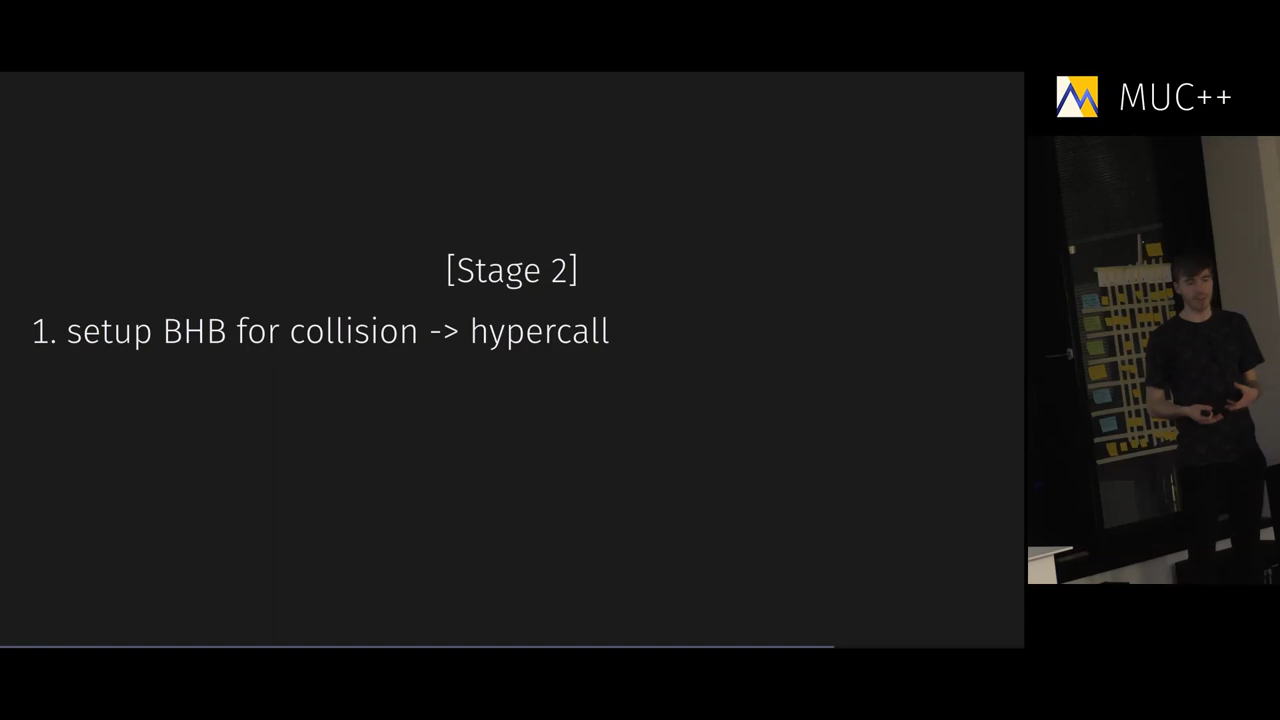 MUC++
[Stage 2]
1. setup BHB for collision -> hypercall